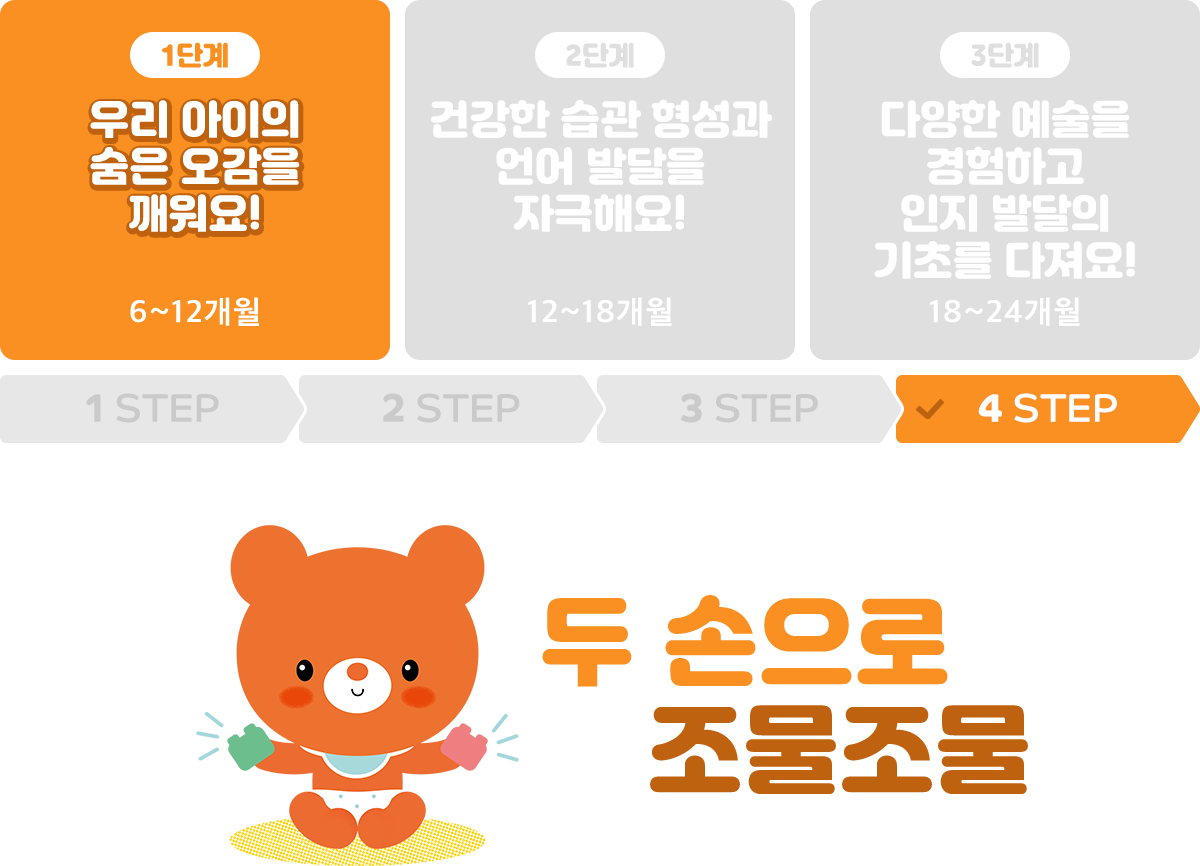 1단계
우리 아이의
숨은 오감을
깨워요!
6~12개월
2단계
건강한 습관 형성과
언어 발달을
자극해요!
12~18개월
3단계
다양한 예술을
경험하고
인지 발달의
기초를 다져요!
18~24개월
1 STEP
2 STEP
3 STEP
4 STEP
두 손으로
조물조물